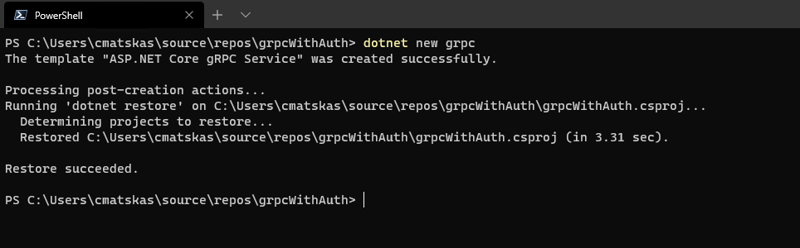 PowerShell
PS C:\Users\cmatskas\source\repos\grpcWithAuth> dotnet new grpc
The template "ASP.NET Core gRPC Service" was created successfully.
Processing post-creation actions...
Running 'dotnet restore' on C:\Users\cmatskas\source\repos\grpcWithAuth\grpcWithAuth.csproj...
  Determining projects to restore...
  Restored C:\Users\cmatskas\source\repos\grpcWithAuth\grpcWithAuth.csproj (in 3.31 sec).
Restore succeeded.
PS C:\Users\cmatskas\source\repos\grpcWithAuth>